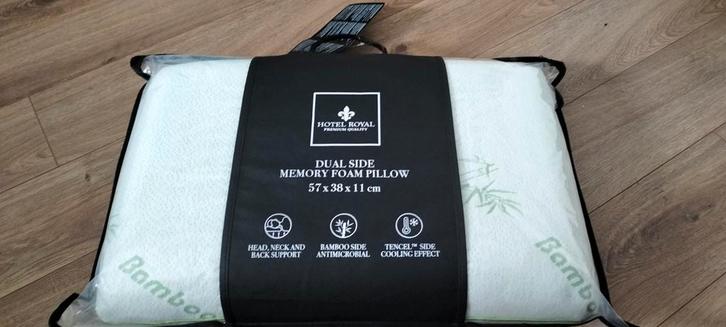 HOTEL ROYAL
PREMIUM QUALITY
DUAL SIDE
MEMORY FOAM PILLOW
57 x 38 x 11 cm
HEAD, NECK AND
BACK SUPPORT
BAMBOO SIDE
ANTIMICROBIAL
TENCEL™ SIDE
COOLING EFFECT
Bamboo
Bamboo